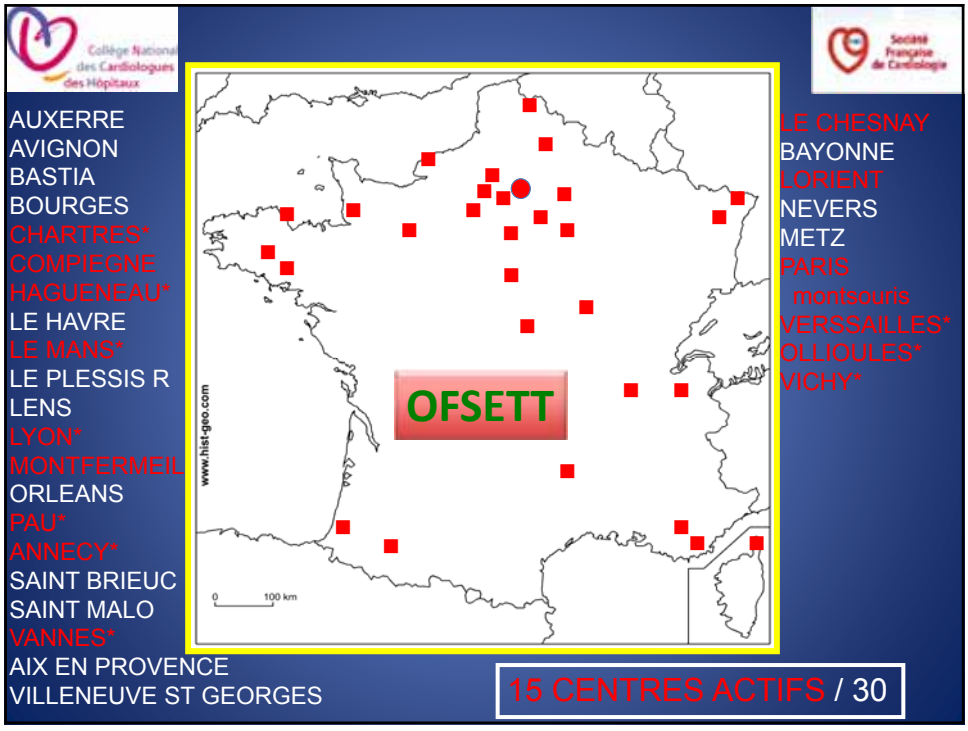 Collège National
des Cardiologues
des Hôpitaux
Société
Française
de Cardiologie
AUXERRE
AVIGNON
BASTIA
BOURGES
CHARTRES*
COMPIEGNE
HAGUENEAU*
LE HAVRE
LE MANS*
LE PLESSIS R
LENS
LYON*
MONTFERMEIL
ORLEANS
PAU*
ANNECY*
SAINT BRIEUC
SAINT MALO
VANNES*
AIX EN PROVENCE
VILLENEUVE ST GEORGES
www.hist-geo.com
OFSETT
0 100 km
LE CHESNAY
BAYONNE
LORIENT
NEVERS
METZ
PARIS
montsouris
VERSSAILLES*
OLLIOULES*
VICHY*
15 CENTRES ACTIFS / 30